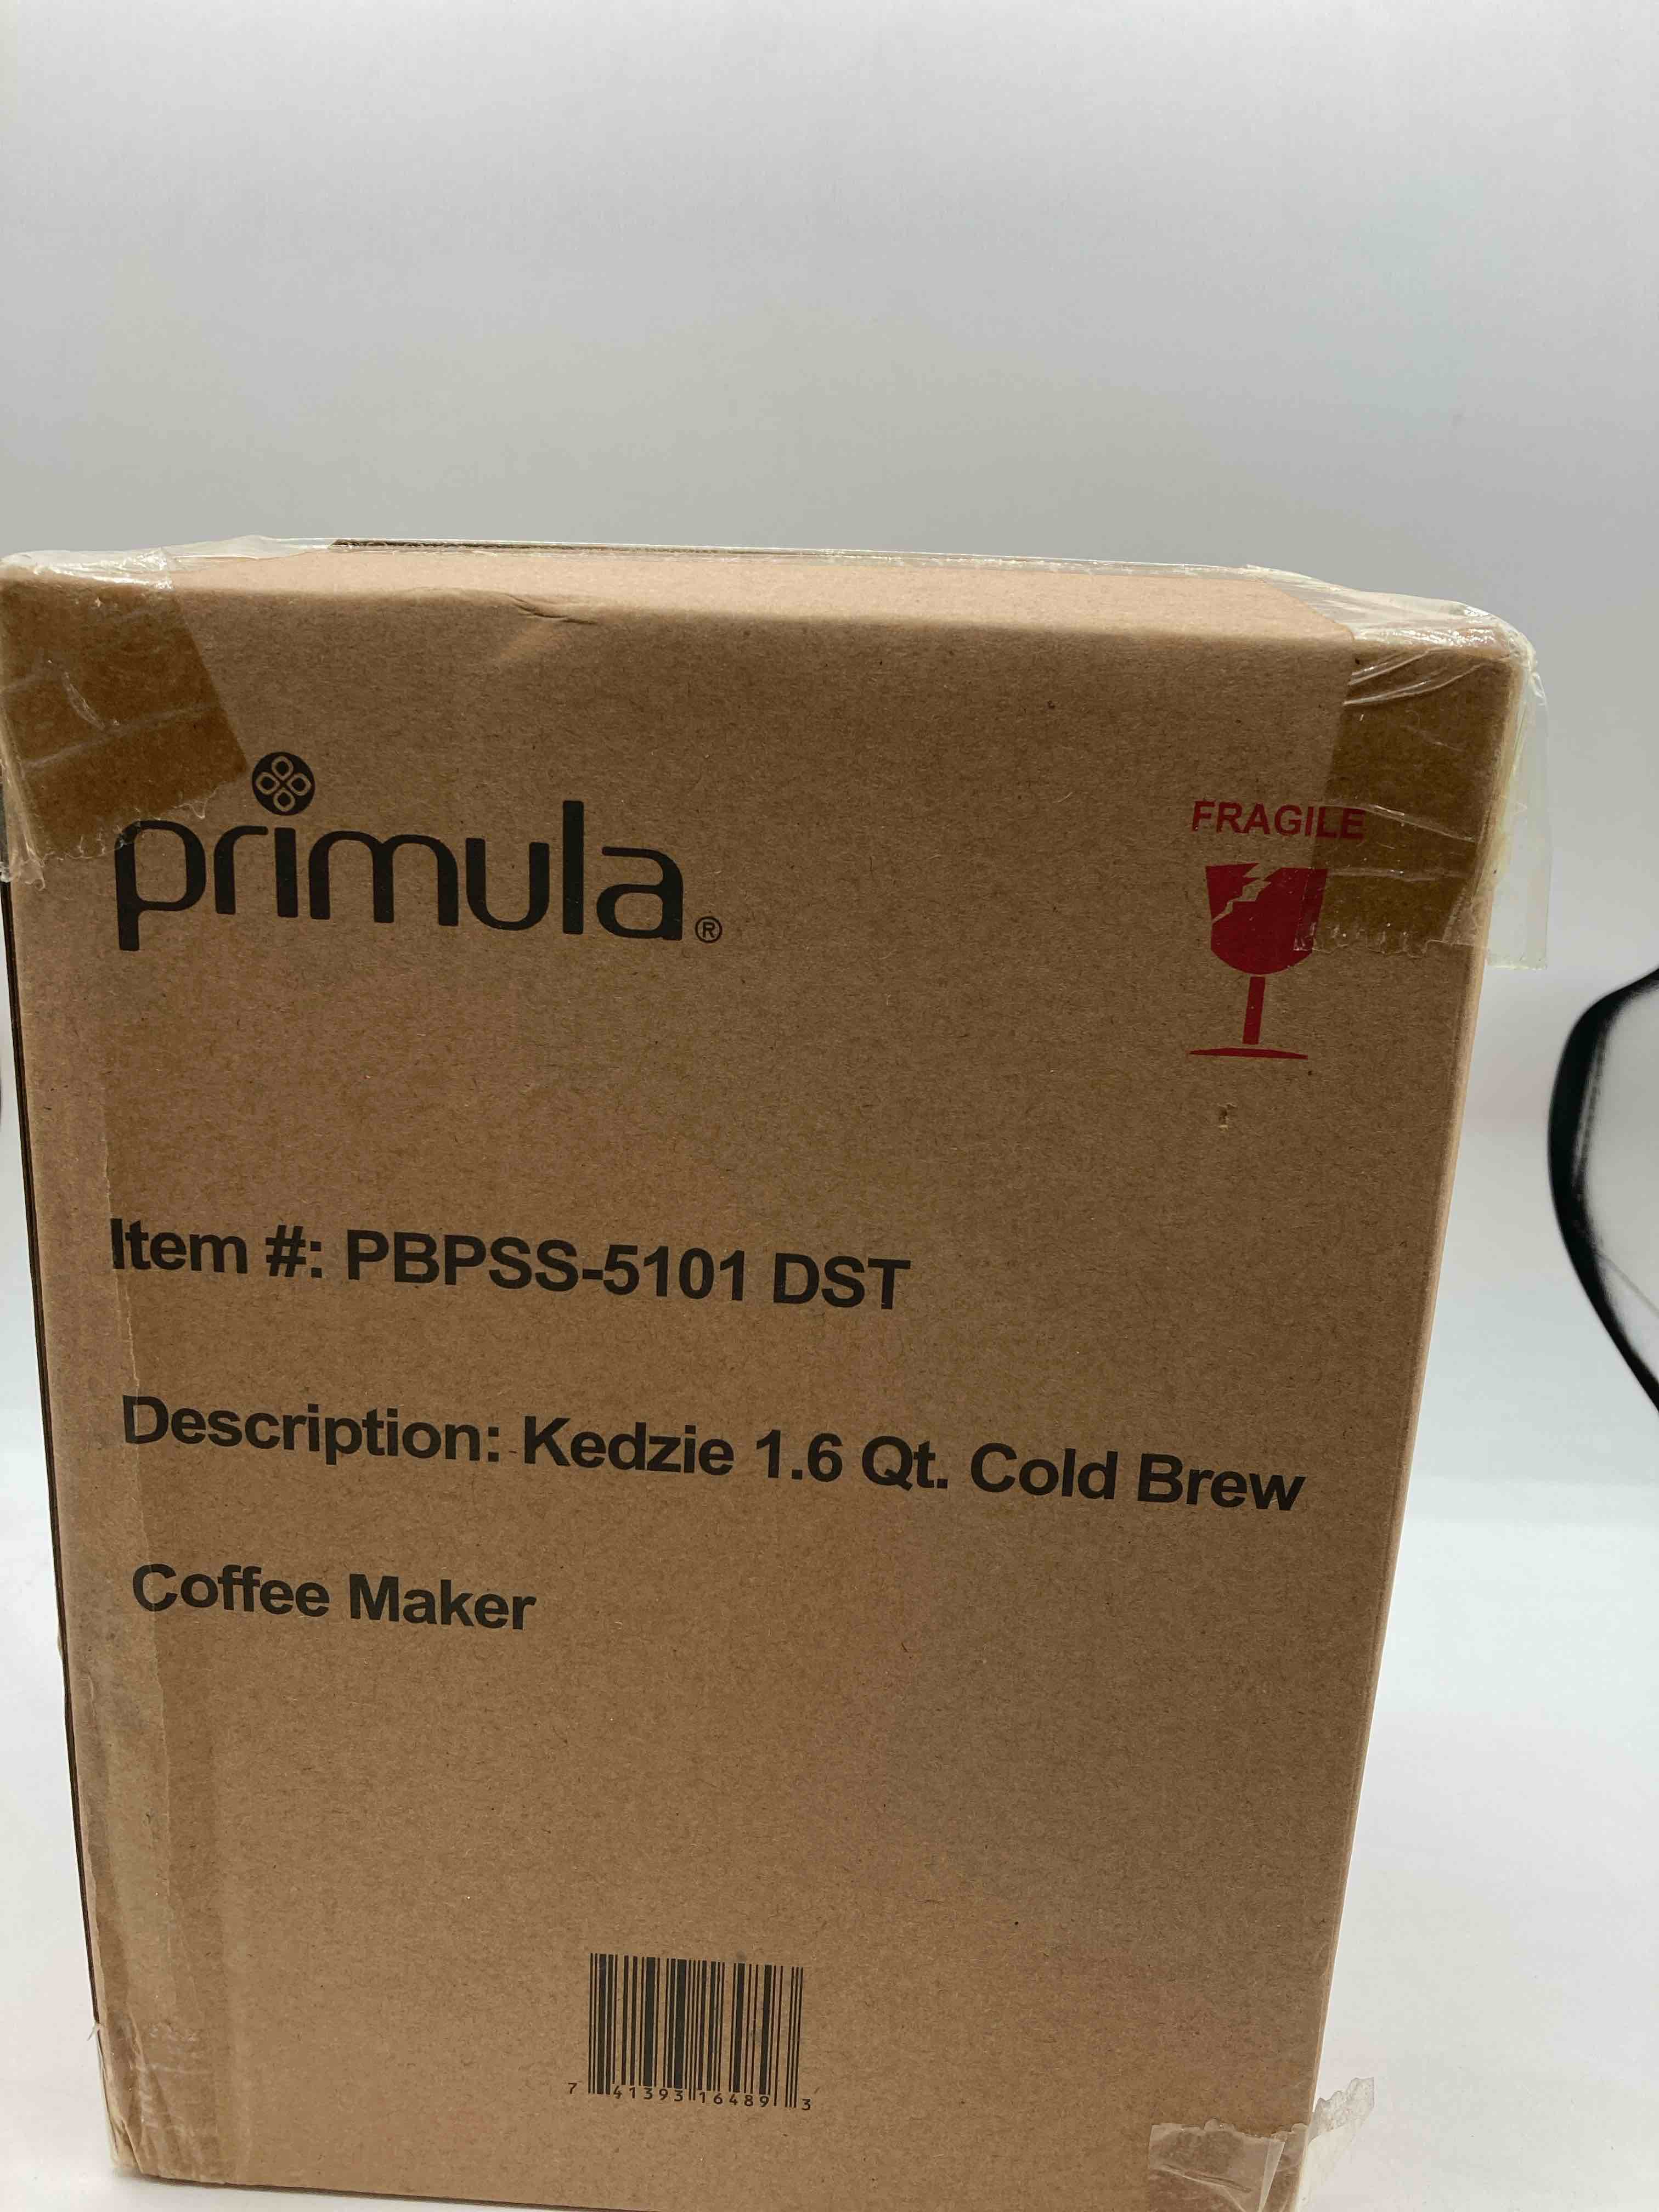 primula®
FRAGILE
Item #: PBPSS-5101 DST
Description: Kedzie 1.6 Qt. Cold Brew
Coffee Maker
7 41393 16489 3